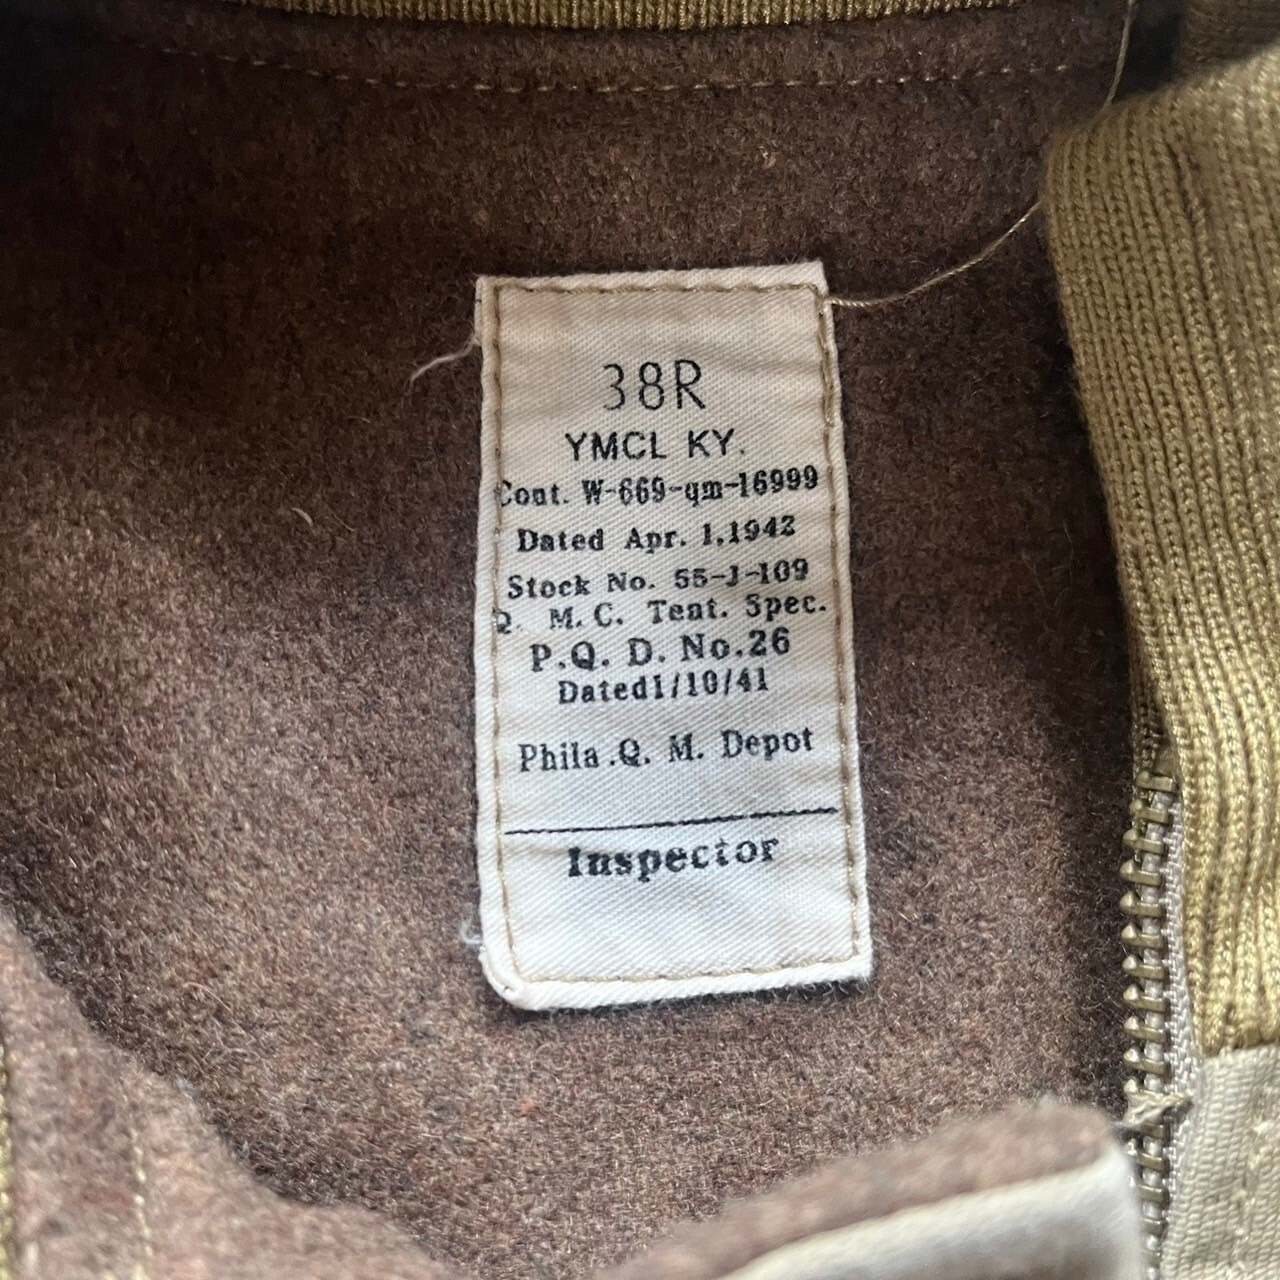 38R
YMCL KY.
Cont. W-669-qm-16999
Dated Apr. 1.1942
Stock No. 55-J-109
Q. M. C. Tent. Spec.
P.Q. D. No.26
Dated1/10/41
Phila.Q. M. Depot
Inspector